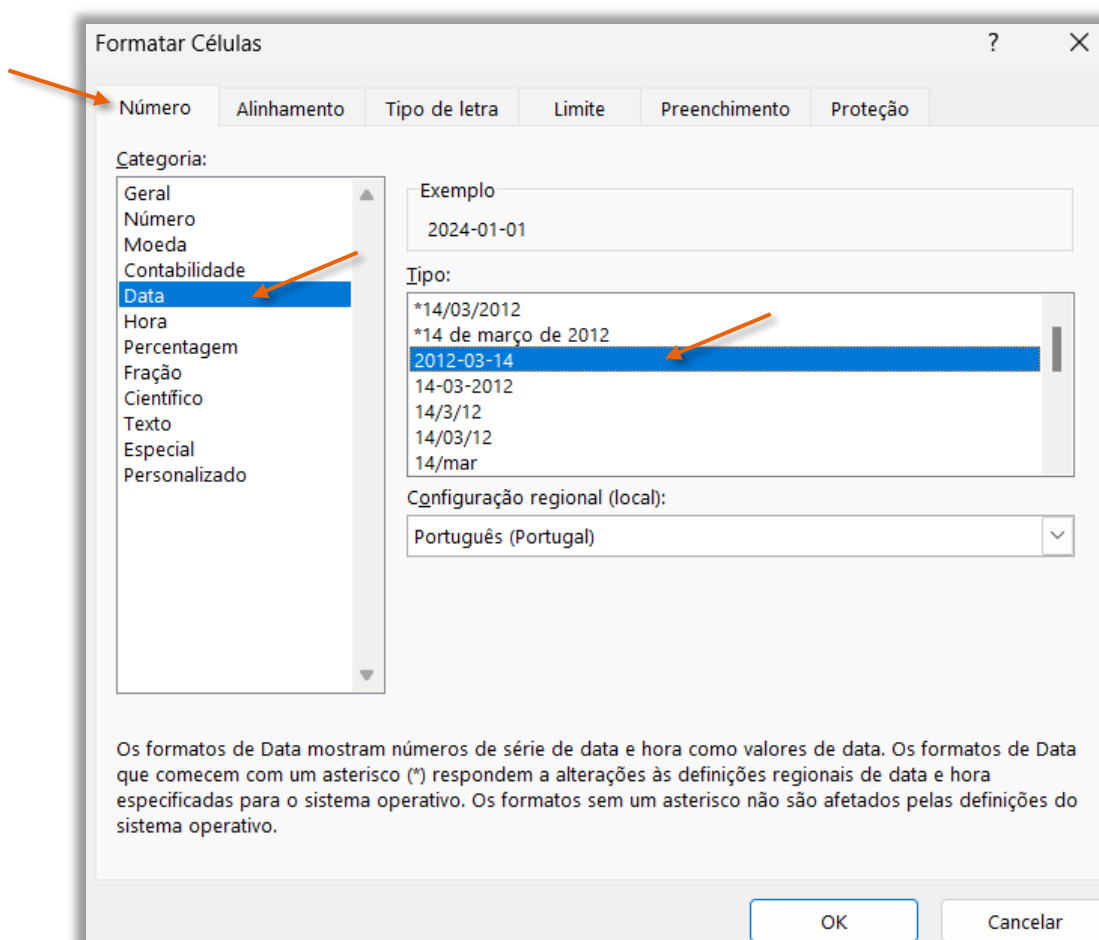 Formatar Células
?
Número
Alinhamento
Tipo de letra
Limite
Preenchimento
Proteção
Categoria:
Geral
Número
Moeda
Contabilidade
Data
Hora
Percentagem
Fração
Científico
Texto
Especial
Personalizado
Exemplo
2024-01-01
Tipo:
*14/03/2012
*14 de março de 2012
2012-03-14
14-03-2012
14/3/12
14/03/12
14/mar
Configuração regional (local):
Português (Portugal)
Os formatos de Data mostram números de série de data e hora como valores de data. Os formatos de Data
que comecem com um asterisco (*) respondem a alterações às definições regionais de data e hora
especificadas para o sistema operativo. Os formatos sem um asterisco não são afetados pelas definições do
sistema operativo.
OK
Cancelar